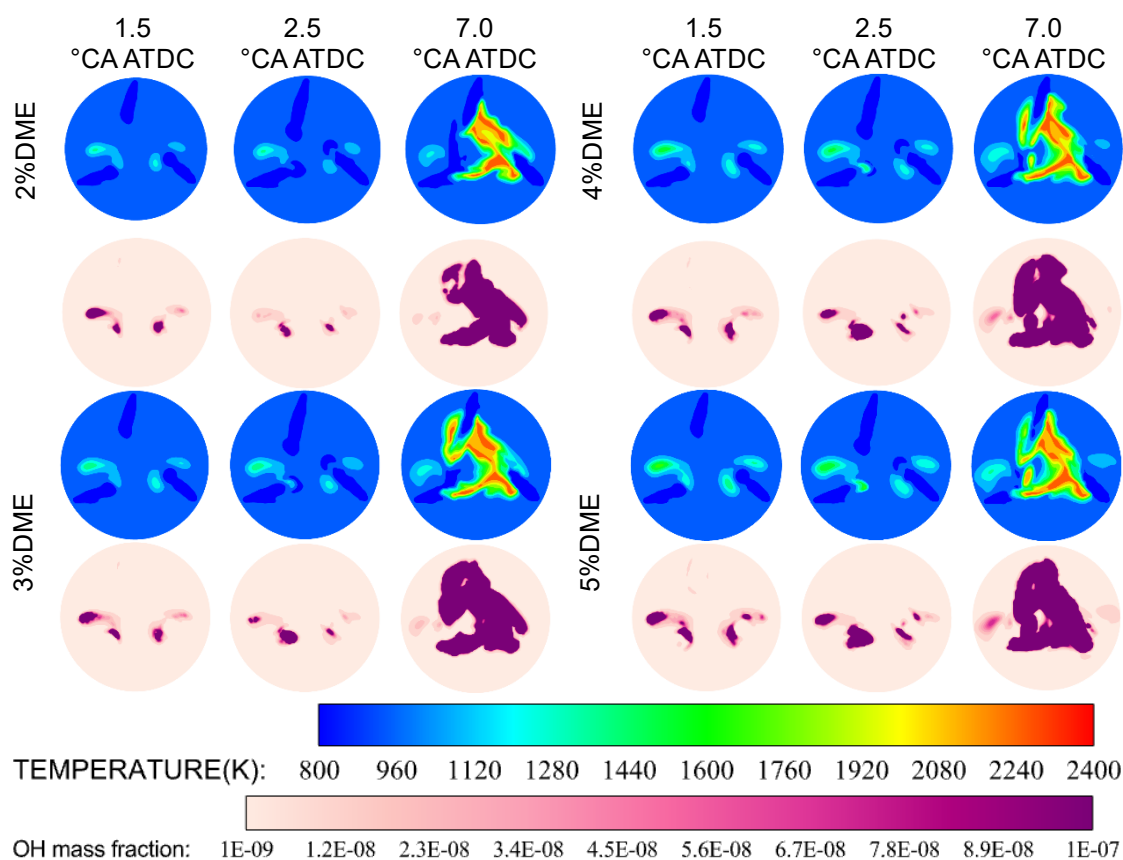 1.5 2.5 7.0 1.5 2.5 7.0
°CA ATDC °CA ATDC °CA ATDC °CA ATDC °CA ATDC °CA ATDC
2%DME 4%DME
3%DME 5%DME
TEMPERATURE(K): 800 960 1120 1280 1440 1600 1760 1920 2080 2240 2400
OH mass fraction: 1E-09 1.2E-08 2.3E-08 3.4E-08 4.5E-08 5.6E-08 6.7E-08 7.8E-08 8.9E-08 1E-07